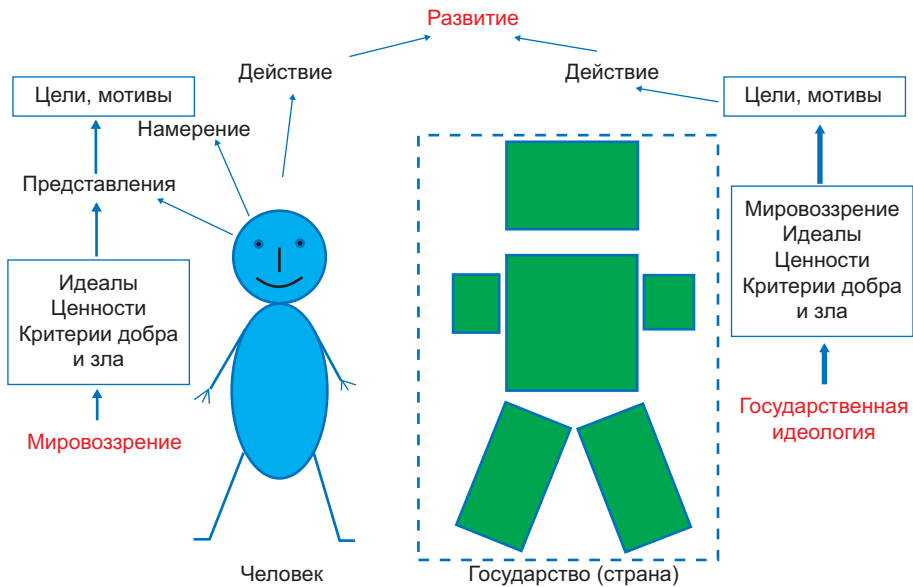 Развитие
Действие
Действие
Цели, мотивы
Цели, мотивы
Намерение
Представления
Мировоззрение
Идеалы
Ценности
Критерии добра
и зла
Идеалы
Ценности
Критерии добра
и зла
Мировоззрение
Государственная
идеология
Человек
Государство (страна)